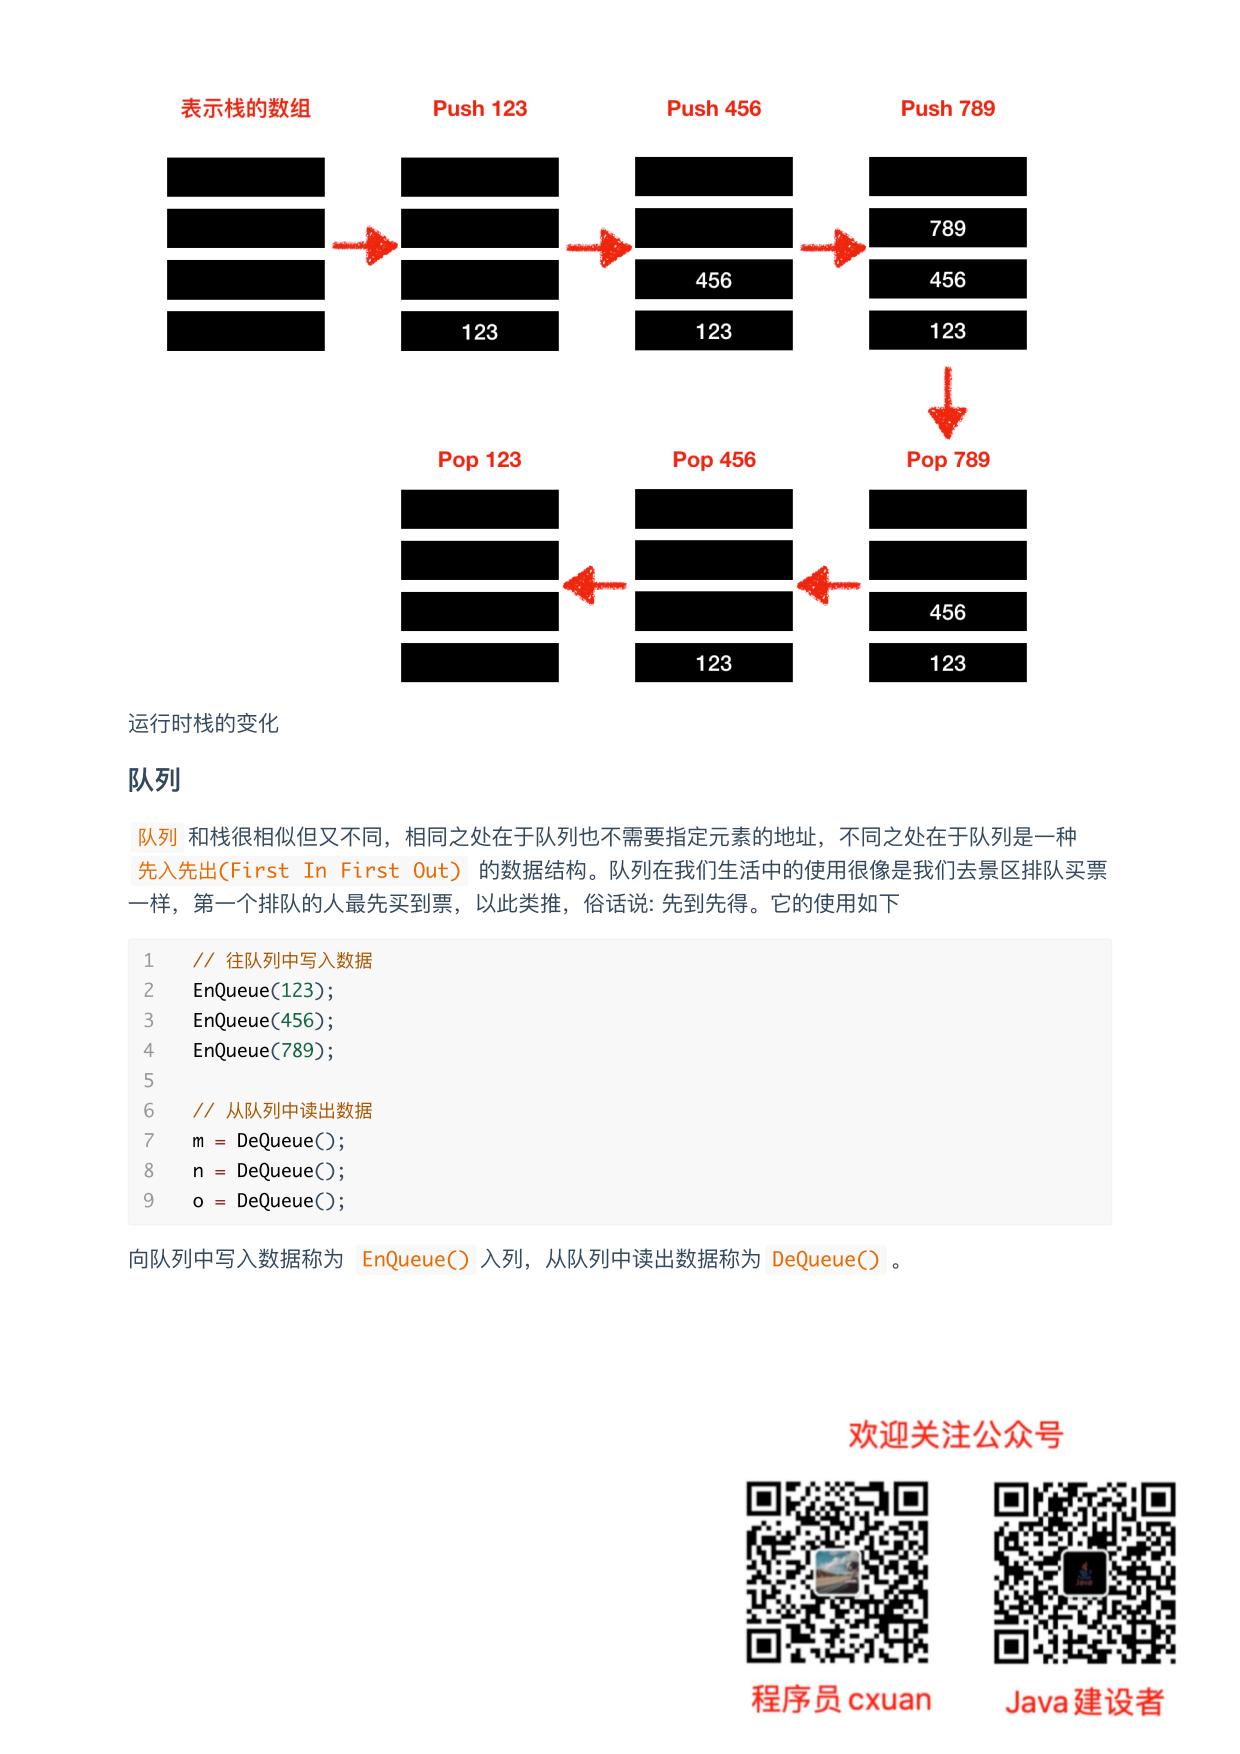 表示栈的数组 Push 123 Push 456 Push 789
789
456 456
123 123 123
Pop 123 Pop 456 Pop 789
456
123 123
运行时栈的变化
队列
队列 和栈很相似但又不同，相同之处在于队列也不需要指定元素的地址，不同之处在于队列是一种
先入先出(First In First Out) 的数据结构。队列在我们生活中的使用很像是我们去景区排队买票
一样，第一个排队的人最先买到票，以此类推，俗话说: 先到先得。它的使用如下
1 // 往队列中写入数据
2 EnQueue(123);
3 EnQueue(456);
4 EnQueue(789);
5
6 // 从队列中读出数据
7 m = DeQueue();
8 n = DeQueue();
9 o = DeQueue();
向队列中写入数据称为 EnQueue() 入列，从队列中读出数据称为 DeQueue() 。
欢迎关注公众号
Java
程序员 cxuan Java 建设者